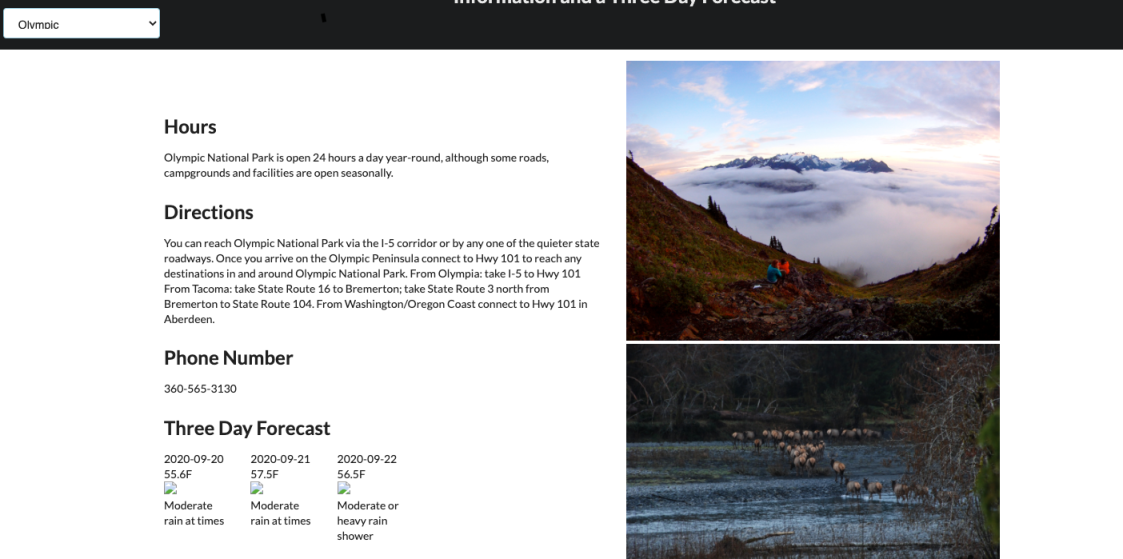 Information and a Three Day Forecast
Olympic
Hours
Olympic National Park is open 24 hours a day year-round, although some roads,
campgrounds and facilities are open seasonally.
Directions
You can reach Olympic National Park via the I-5 corridor or by any one of the quieter state
roadways. Once you arrive on the Olympic Peninsula connect to Hwy 101 to reach any
destinations in and around Olympic National Park. From Olympia: take I-5 to Hwy 101
From Tacoma: take State Route 16 to Bremerton; take State Route 3 north from
Bremerton to State Route 104. From Washington/Oregon Coast connect to Hwy 101 in
Aberdeen.
Phone Number
360-565-3130
Three Day Forecast
2020-09-20
55.6F
Moderate
rain at times
2020-09-21
57.5F
Moderate
rain at times
2020-09-22
56.5F
Moderate or
heavy rain
shower